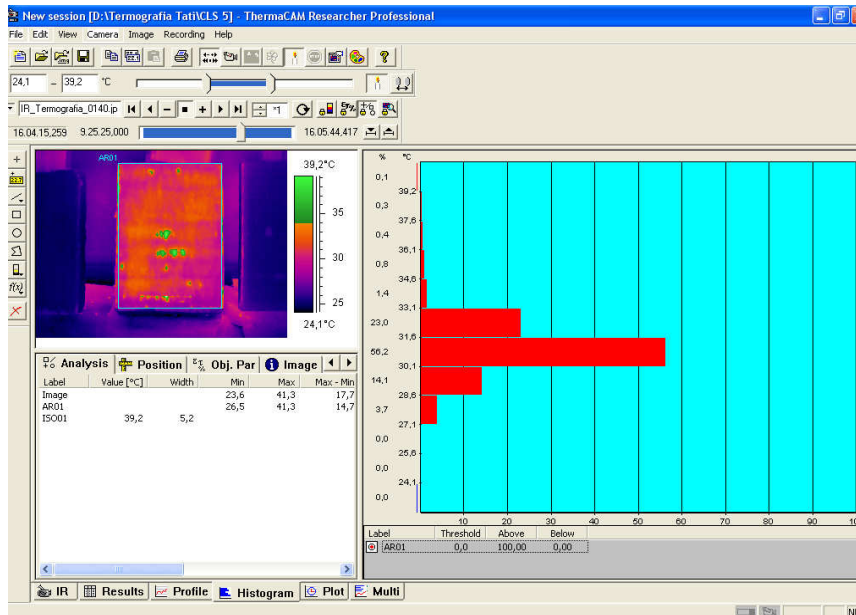 New session [D:\Termografia Tati\CLS 5] - ThermaCAM Researcher Professional
File Edit View Camera Image Recording Help
24,1 - 39,2 °C
IR_Termografia_0140.jp
16.04.15,259 9.25.25,000 16.05.44,417
AR01
39,2°C
35
30
25
24,1°C
Analysis Position Obj. Par Image
Label Value [°C] Width Min Max Max - Min
Image 23,6 41,3 17,7
AR01 26,5 41,3 14,7
ISO01 39,2 5,2
% °C
0,1
39,2
0,3
37,6
0,4
36,1
0,8
34,6
1,4
33,1
23,0
31,6
56,2
30,1
14,1
28,6
3,7
27,1
0,0
25,6
0,0
24,1
0,0
10 20 30 40 50 60 70 80 90
Label Threshold Above Below
AR01 0,0 100,00 0,00
IR Results Profile Histogram Plot Multi